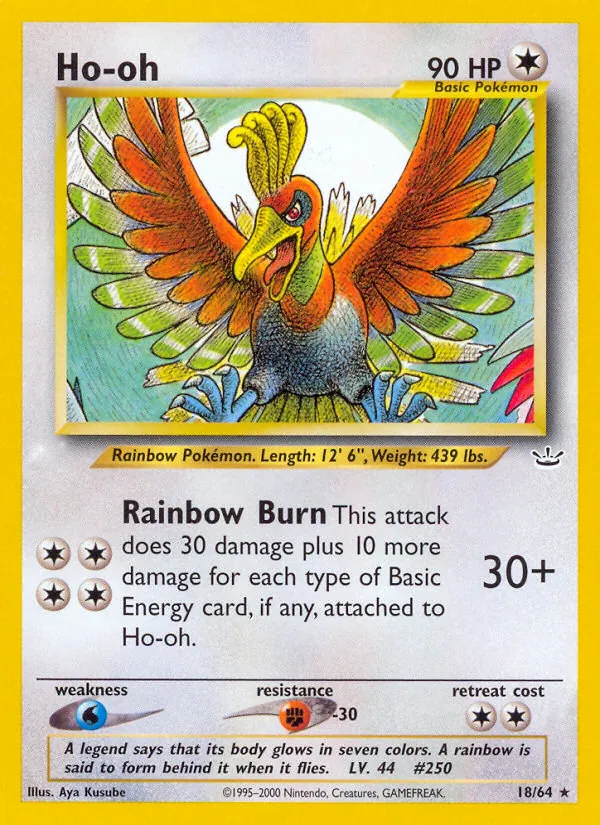 Ho-oh
90 HP
Basic Pokémon
Rainbow Pokémon. Length: 12' 6", Weight: 439 lbs.
Rainbow Burn This attack
does 30 damage plus 10 more
damage for each type of Basic
Energy card, if any, attached to
Ho-oh.
30+
weakness
resistance
retreat cost
-30
A legend says that its body glows in seven colors. A rainbow is
said to form behind it when it flies. LV. 44 #250
Illus. Aya Kusube
©1995-2000 Nintendo, Creatures, GAMEFREAK.
18/64 ★